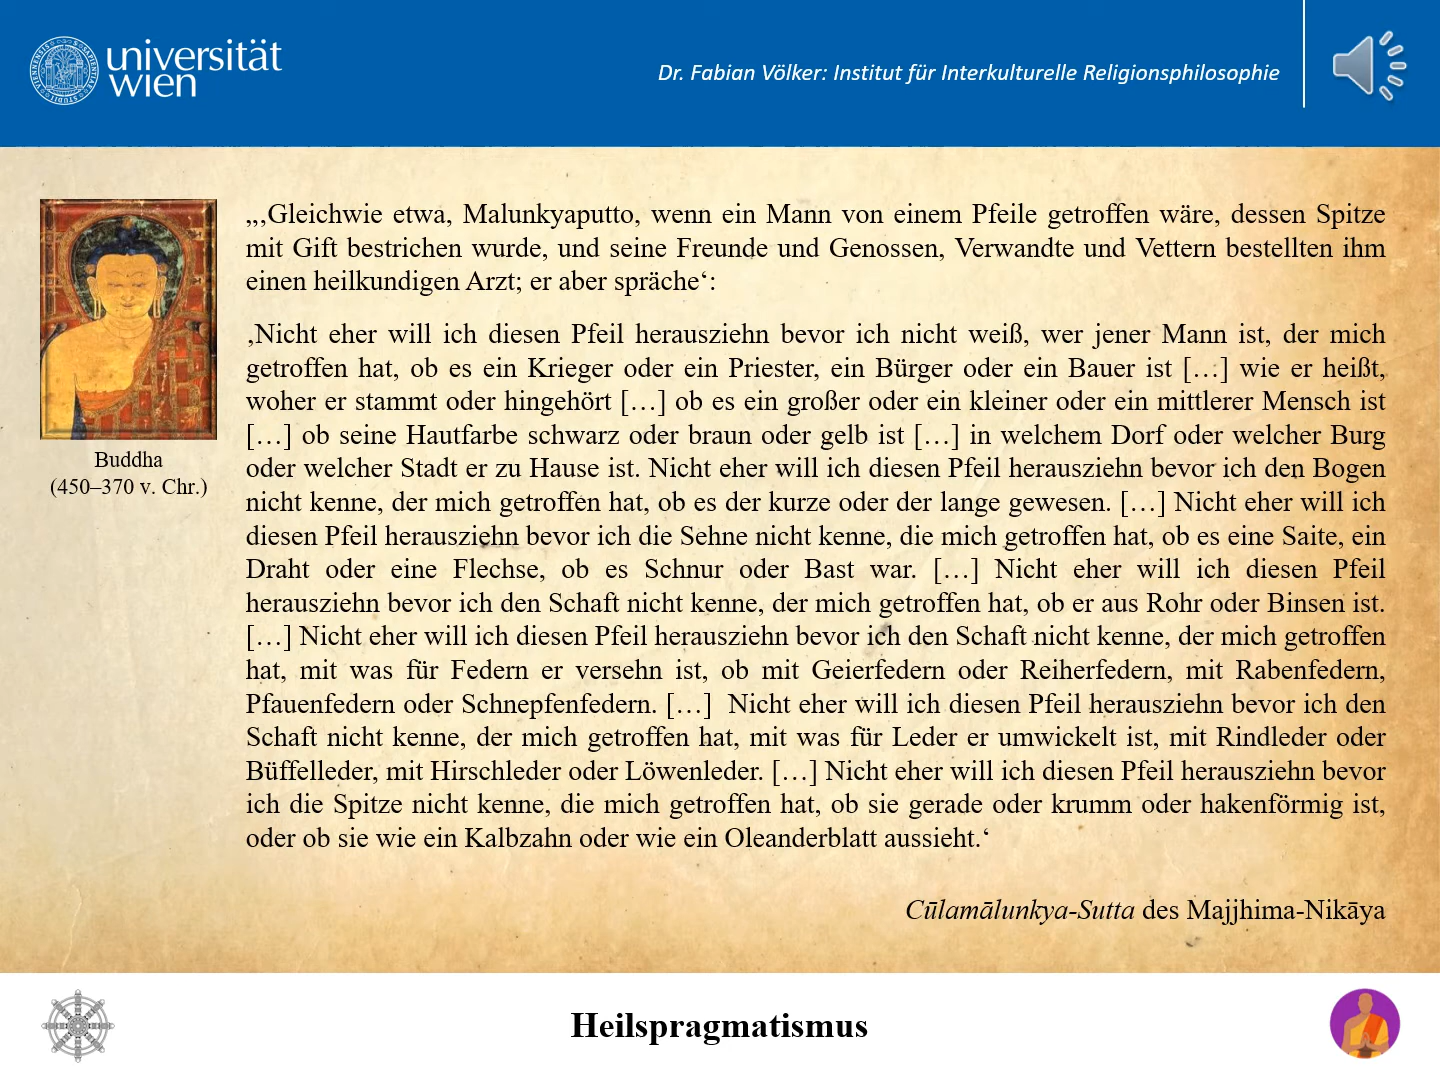 universität
wien
Dr. Fabian Völker: Institut für Interkulturelle Religionsphilosophie
„‚Gleichwie etwa, Malunkyaputto, wenn ein Mann von einem Pfeile getroffen wäre, dessen Spitze
mit Gift bestrichen wurde, und seine Freunde und Genossen, Verwandte und Vettern bestellten ihm
einen heilkundigen Arzt; er aber spräche‘:
‚Nicht eher will ich diesen Pfeil herausziehn bevor ich nicht weiß, wer jener Mann ist, der mich
getroffen hat, ob es ein Krieger oder ein Priester, ein Bürger oder ein Bauer ist […] wie er heißt,
woher er stammt oder hingehört […] ob es ein großer oder ein kleiner oder ein mittlerer Mensch ist
[…] ob seine Hautfarbe schwarz oder braun oder gelb ist […] in welchem Dorf oder welcher Burg
oder welcher Stadt er zu Hause ist. Nicht eher will ich diesen Pfeil herausziehn bevor ich den Bogen
nicht kenne, der mich getroffen hat, ob es der kurze oder der lange gewesen. […] Nicht eher will ich
diesen Pfeil herausziehn bevor ich die Sehne nicht kenne, die mich getroffen hat, ob es eine Saite, ein
Draht oder eine Flechse, ob es Schnur oder Bast war. […] Nicht eher will ich diesen Pfeil
herausziehn bevor ich den Schaft nicht kenne, der mich getroffen hat, ob er aus Rohr oder Binsen ist.
[…] Nicht eher will ich diesen Pfeil herausziehn bevor ich den Schaft nicht kenne, der mich getroffen
hat, mit was für Federn er versehn ist, ob mit Geierfedern oder Reiherfedern, mit Rabenfedern,
Pfauenfedern oder Schnepfenfedern. […] Nicht eher will ich diesen Pfeil herausziehn bevor ich den
Schaft nicht kenne, der mich getroffen hat, mit was für Leder er umwickelt ist, mit Rindleder oder
Büffelleder, mit Hirschleder oder Löwenleder. […] Nicht eher will ich diesen Pfeil herausziehn bevor
ich die Spitze nicht kenne, die mich getroffen hat, ob sie gerade oder krumm oder hakenförmig ist,
oder ob sie wie ein Kalbzahn oder wie ein Oleanderblatt aussieht.‘
Buddha
(450–370 v. Chr.)
Cūlamālunkya-Sutta des Majjhima-Nikāya
Heilspragmatismus